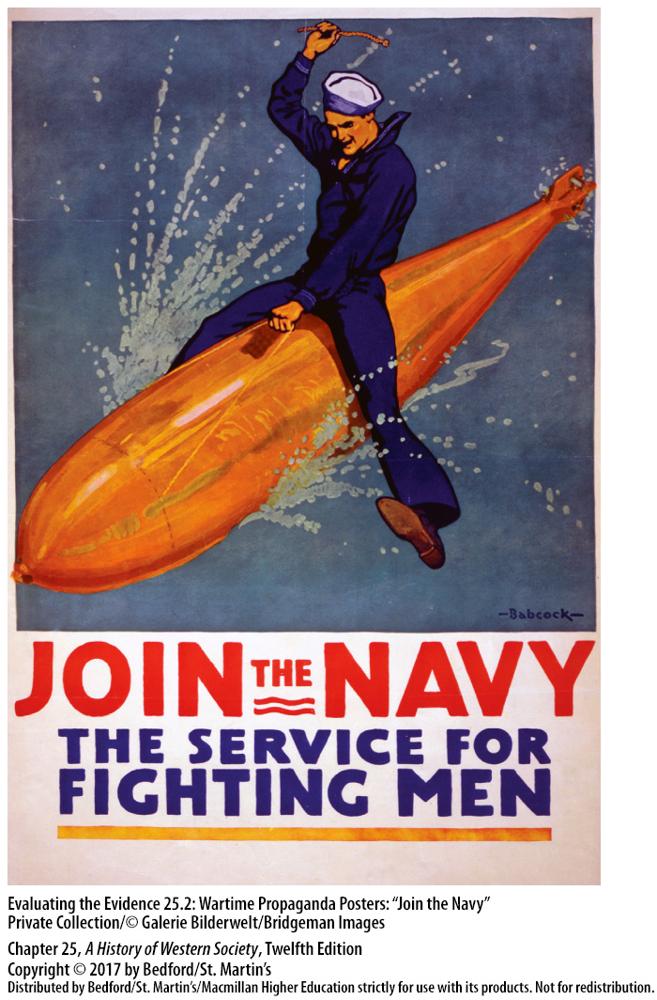 —Babcock—
JOIN THE NAVY
THE SERVICE FOR
FIGHTING MEN
Evaluating the Evidence 25.2: Wartime Propaganda Posters: “Join the Navy”
Private Collection/© Galerie Bilderwelt/Bridgeman Images
Chapter 25, A History of Western Society, Twelfth Edition
Copyright © 2017 by Bedford/St. Martin’s
Distributed by Bedford/St. Martin’s/Macmillan Higher Education strictly for use with its products. Not for redistribution.